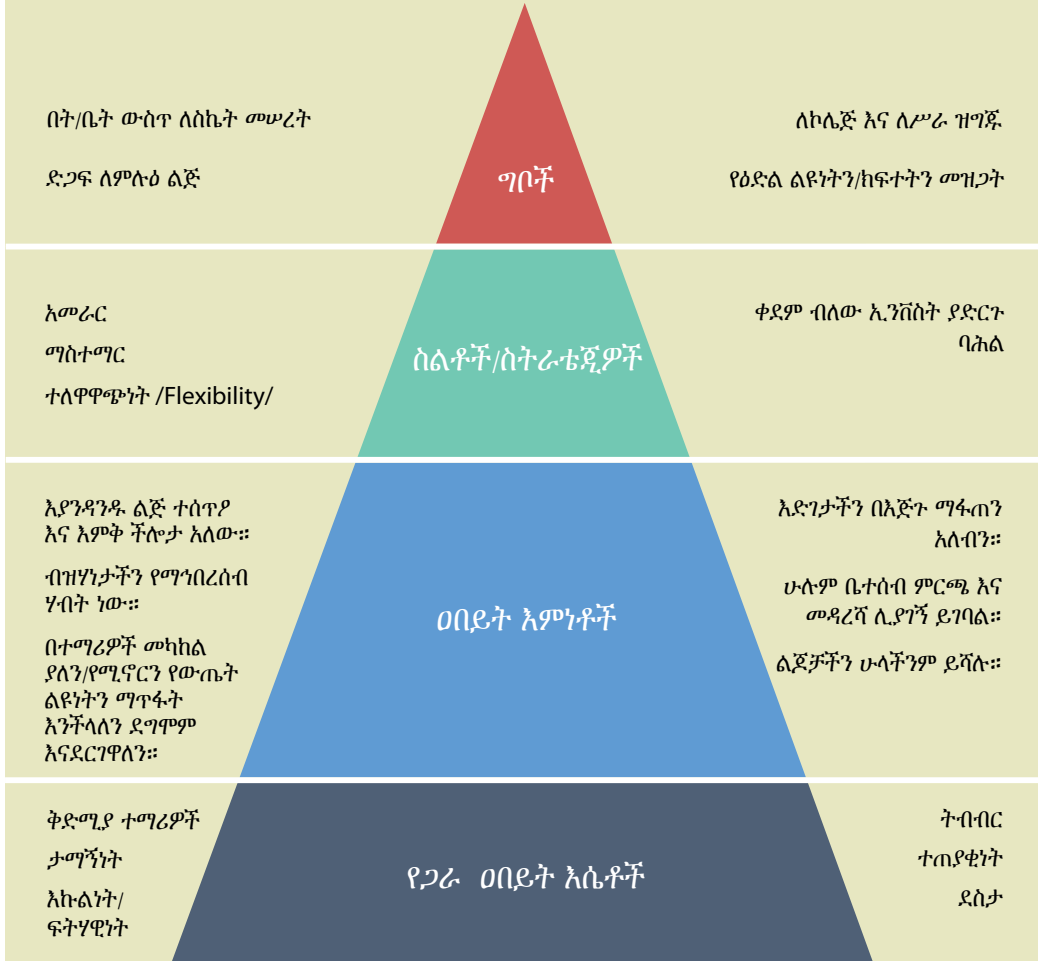 በት/ቤት ውስጥ ለስኬት መሠረት
ድጋፍ ለምሉዕ ልጅ
ግቦች
ለኮሌጅ እና ለሥራ ዝግጁ
የዕድል ልዩነትን/ክፍተትን መዝጋት
አመራር
ማስተማር
ተለዋዋጭነት /Flexibility/
ስልቶች/ስትራቴጂዎች
ቀደም ብለው ኢንቨስት ያድርጉ
ባሕል
እያንዳንዱ ልጅ ተሰጥዖ
እና እምቅ ችሎታ አለው።
ብዝሃነታችን የማኅበረሰብ
ሃብት ነው።
በተማሪዎች መካከል
ያለን/የሚኖርን የውጤት
ልዩነትን ማጥፋት
እንችላለን ደግሞም
እናደርገዋለን።
ዐበይት እምነቶች
እድገታችን በእጅጉ ማፋጠን
አለብን።
ሁሉም ቤተሰብ ምርጫ እና
መዳረሻ ሊያገኝ ይገባል።
ልጆቻችን ሁላችንም ይሻሉ።
ቅድሚያ ተማሪዎች
ታማኝነት
እኩልነት/
ፍትሃዊነት
የጋራ ዐበይት እሴቶች
ትብብር
ተጠያቂነት
ደስታ